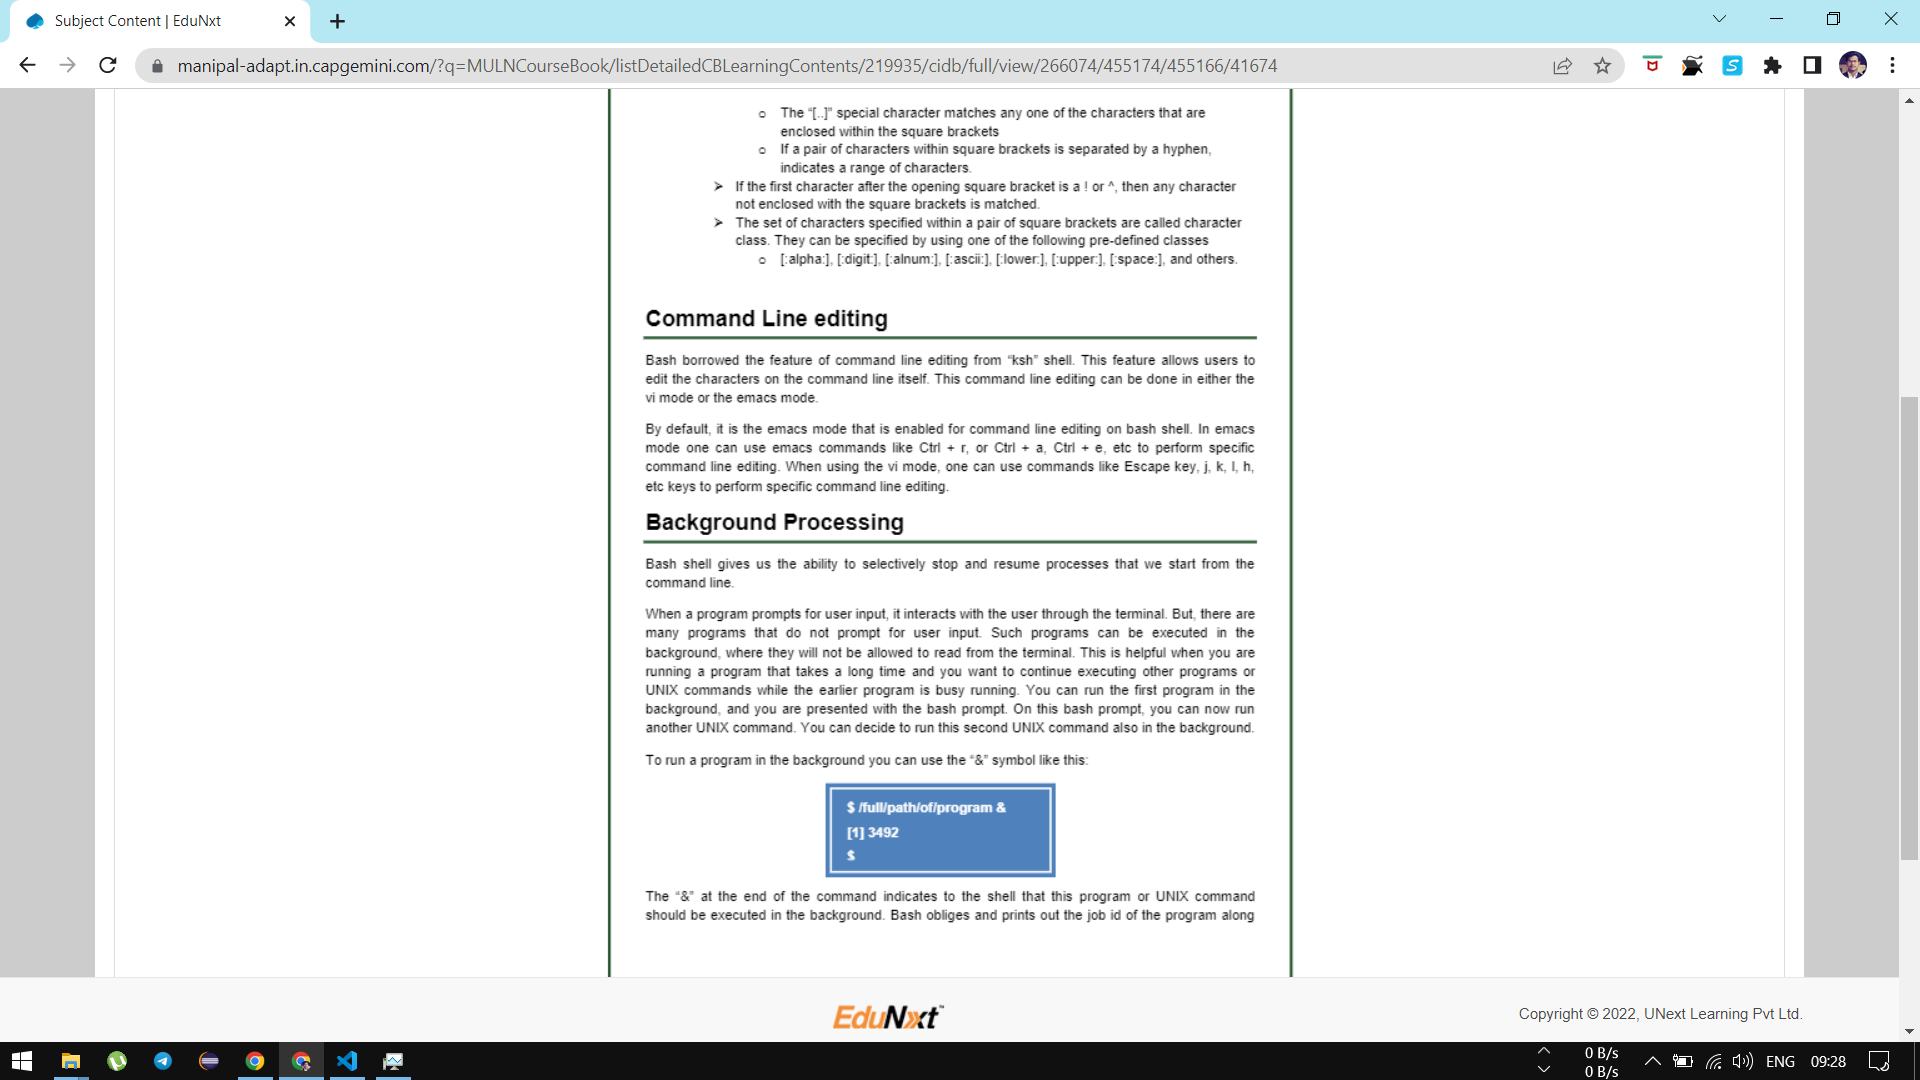 Subject Content | EduNxt
manipal-adapt.in.capgemini.com/?q=MULNCourseBook/listDetailedCBLearningContents/219935/cidb/full/view/266074/455174/455166/41674
o The “[..]” special character matches any one of the characters that are
enclosed within the square brackets
o If a pair of characters within square brackets is separated by a hyphen,
indicates a range of characters.
➤ If the first character after the opening square bracket is a ! or ^, then any character
not enclosed with the square brackets is matched.
➤ The set of characters specified within a pair of square brackets are called character
class. They can be specified by using one of the following pre-defined classes
o [:alpha:], [:digit:], [:alnum:], [:ascii:], [:lower:], [:upper:], [:space:], and others.
Command Line editing
Bash borrowed the feature of command line editing from “ksh” shell. This feature allows users to
edit the characters on the command line itself. This command line editing can be done in either the
vi mode or the emacs mode.
By default, it is the emacs mode that is enabled for command line editing on bash shell. In emacs
mode one can use emacs commands like Ctrl + r, or Ctrl + a, Ctrl + e, etc to perform specific
command line editing. When using the vi mode, one can use commands like Escape key, j, k, l, h,
etc keys to perform specific command line editing.
Background Processing
Bash shell gives us the ability to selectively stop and resume processes that we start from the
command line.
When a program prompts for user input, it interacts with the user through the terminal. But, there are
many programs that do not prompt for user input. Such programs can be executed in the
background, where they will not be allowed to read from the terminal. This is helpful when you are
running a program that takes a long time and you want to continue executing other programs or
UNIX commands while the earlier program is busy running. You can run the first program in the
background, and you are presented with the bash prompt. On this bash prompt, you can now run
another UNIX command. You can decide to run this second UNIX command also in the background.
To run a program in the background you can use the “&” symbol like this:
$ /full/path/of/program &
[1] 3492
$
The “&” at the end of the command indicates to the shell that this program or UNIX command
should be executed in the background. Bash obliges and prints out the job id of the program along
EduNxt™
Copyright © 2022, UNext Learning Pvt Ltd.
0 B/s
0 B/s
ENG 09:28